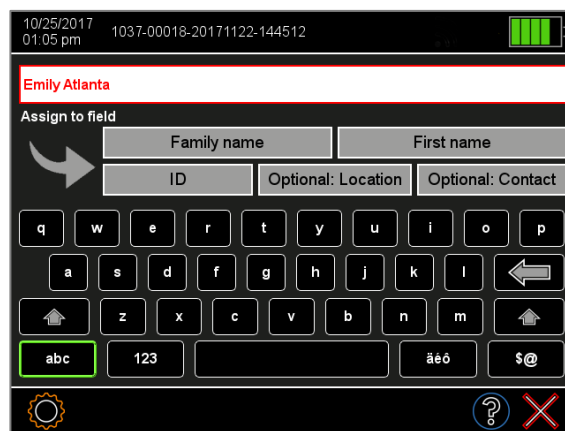 10/25/2017
01:05 pm
1037-00018-20171122-144512
Emily Atlanta
Assign to field
Family name First name
ID Optional: Location Optional: Contact
q w e r t y u i o p
a s d f g h j k l
z x c v b n m
abc 123 äèô $@
?